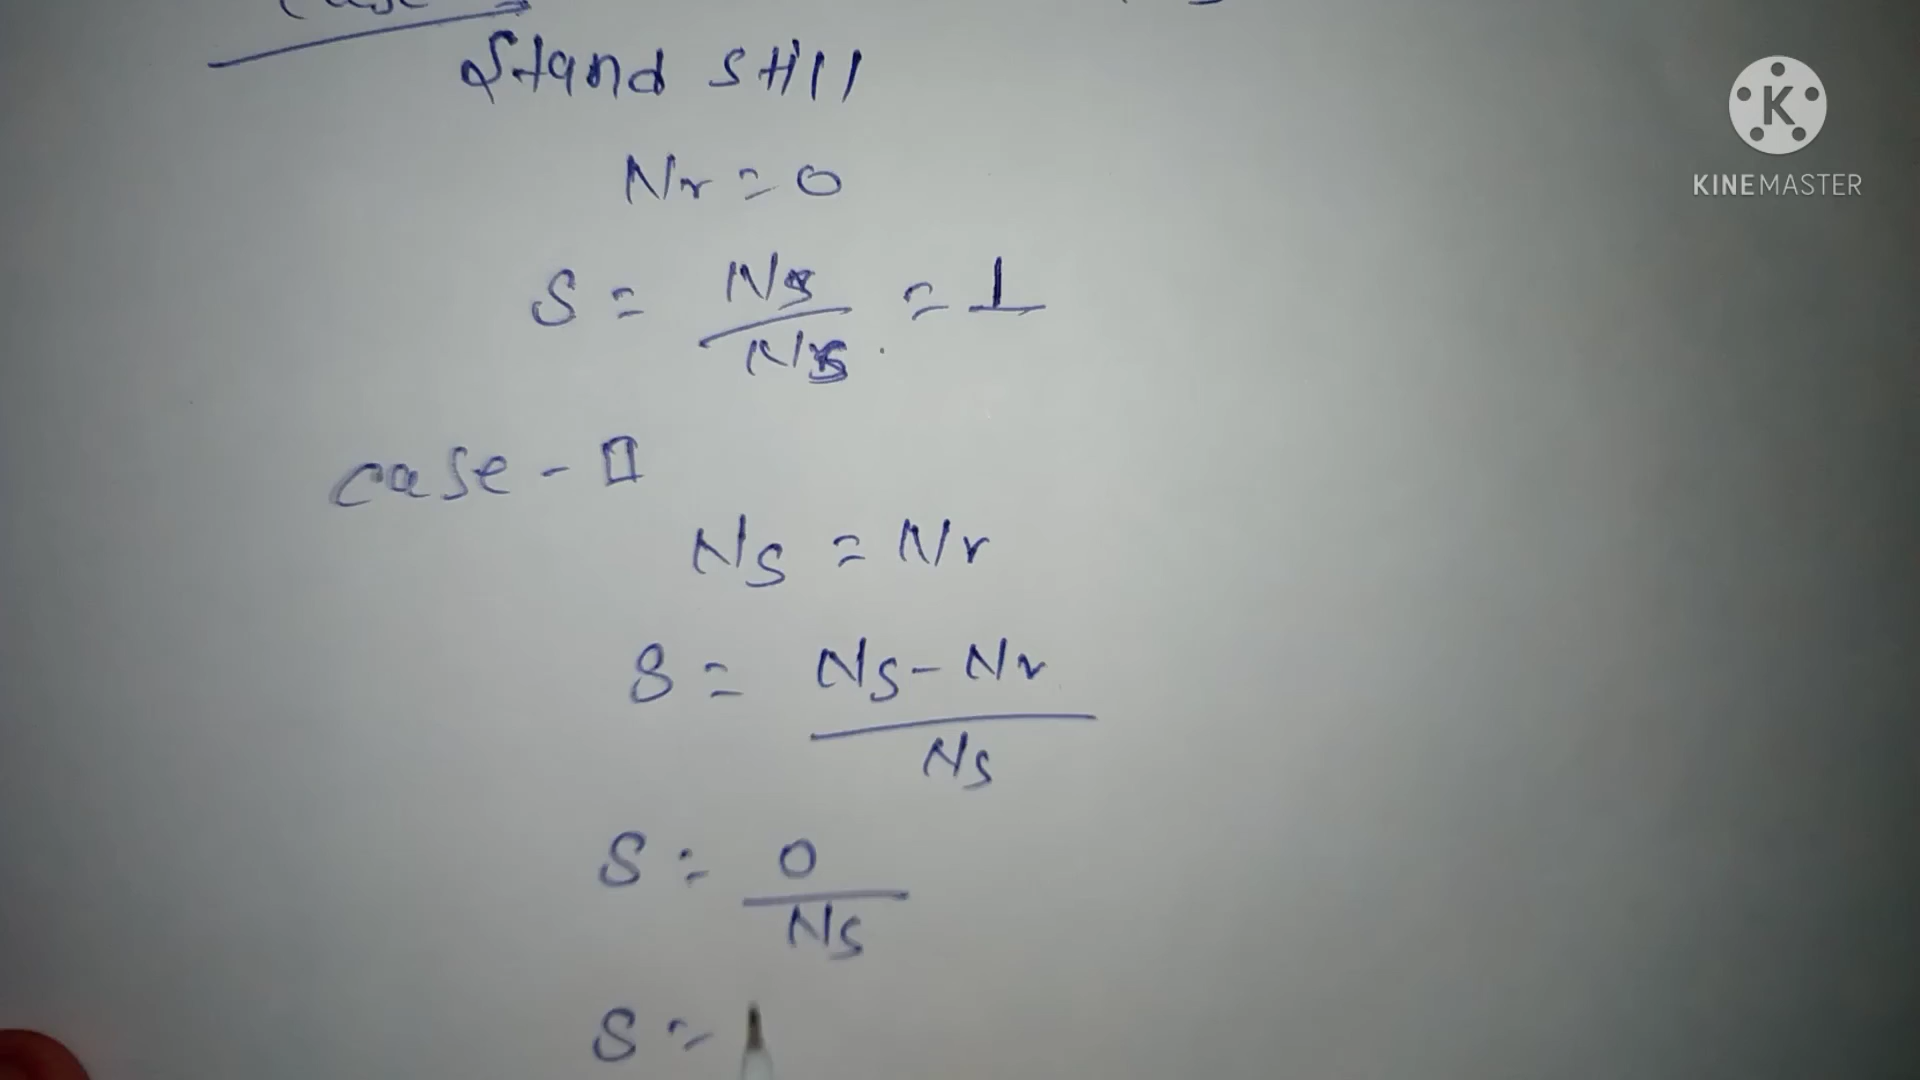 Stand still
K
KINEMASTER
Nr = 0
S = Ns/Ns = 1
case - II
Ns = Nr
S = Ns - Nr/Ns
S = 0/Ns
S =